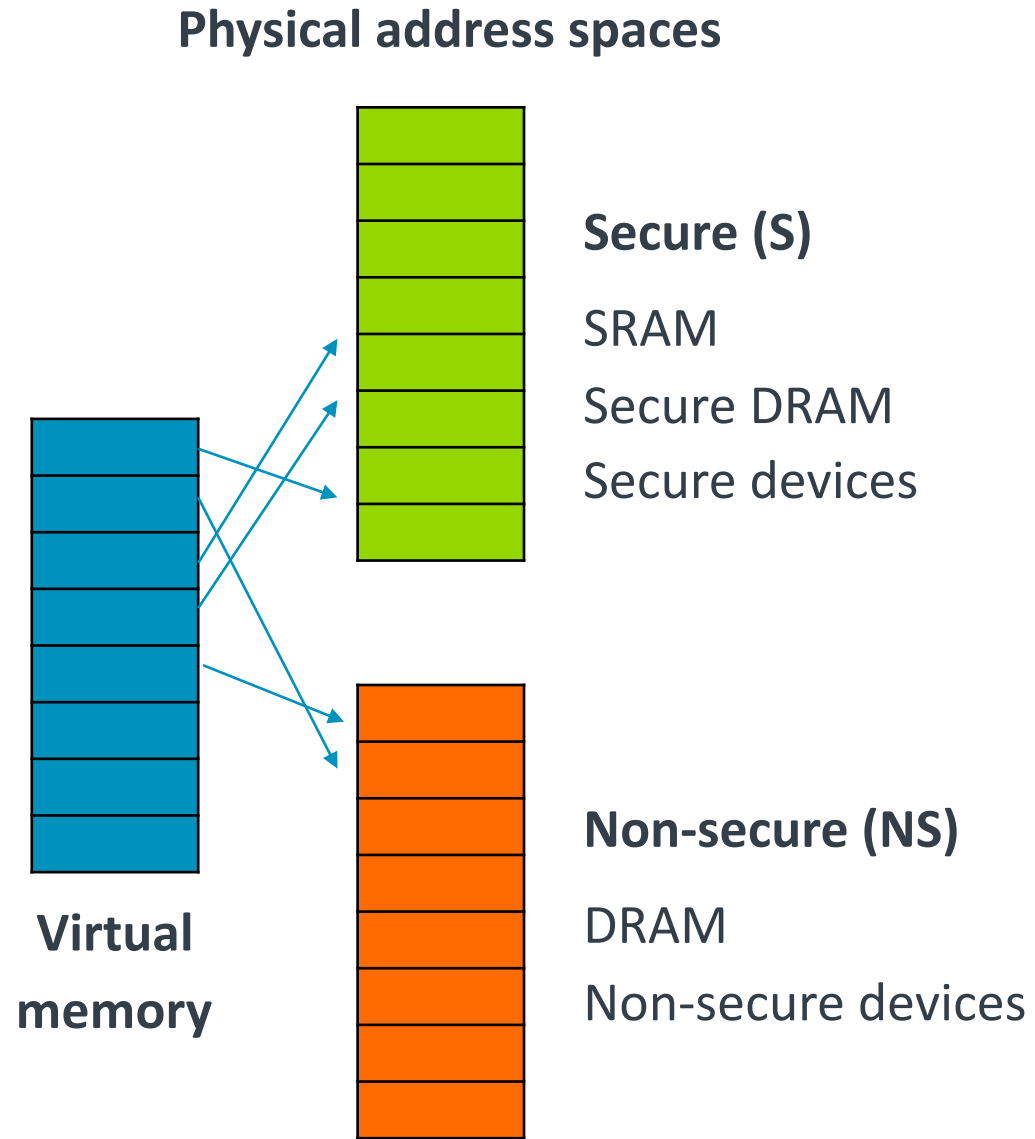 Physical address spaces
Secure (S)
SRAM
Secure DRAM
Secure devices
Virtual
memory
Non-secure (NS)
DRAM
Non-secure devices